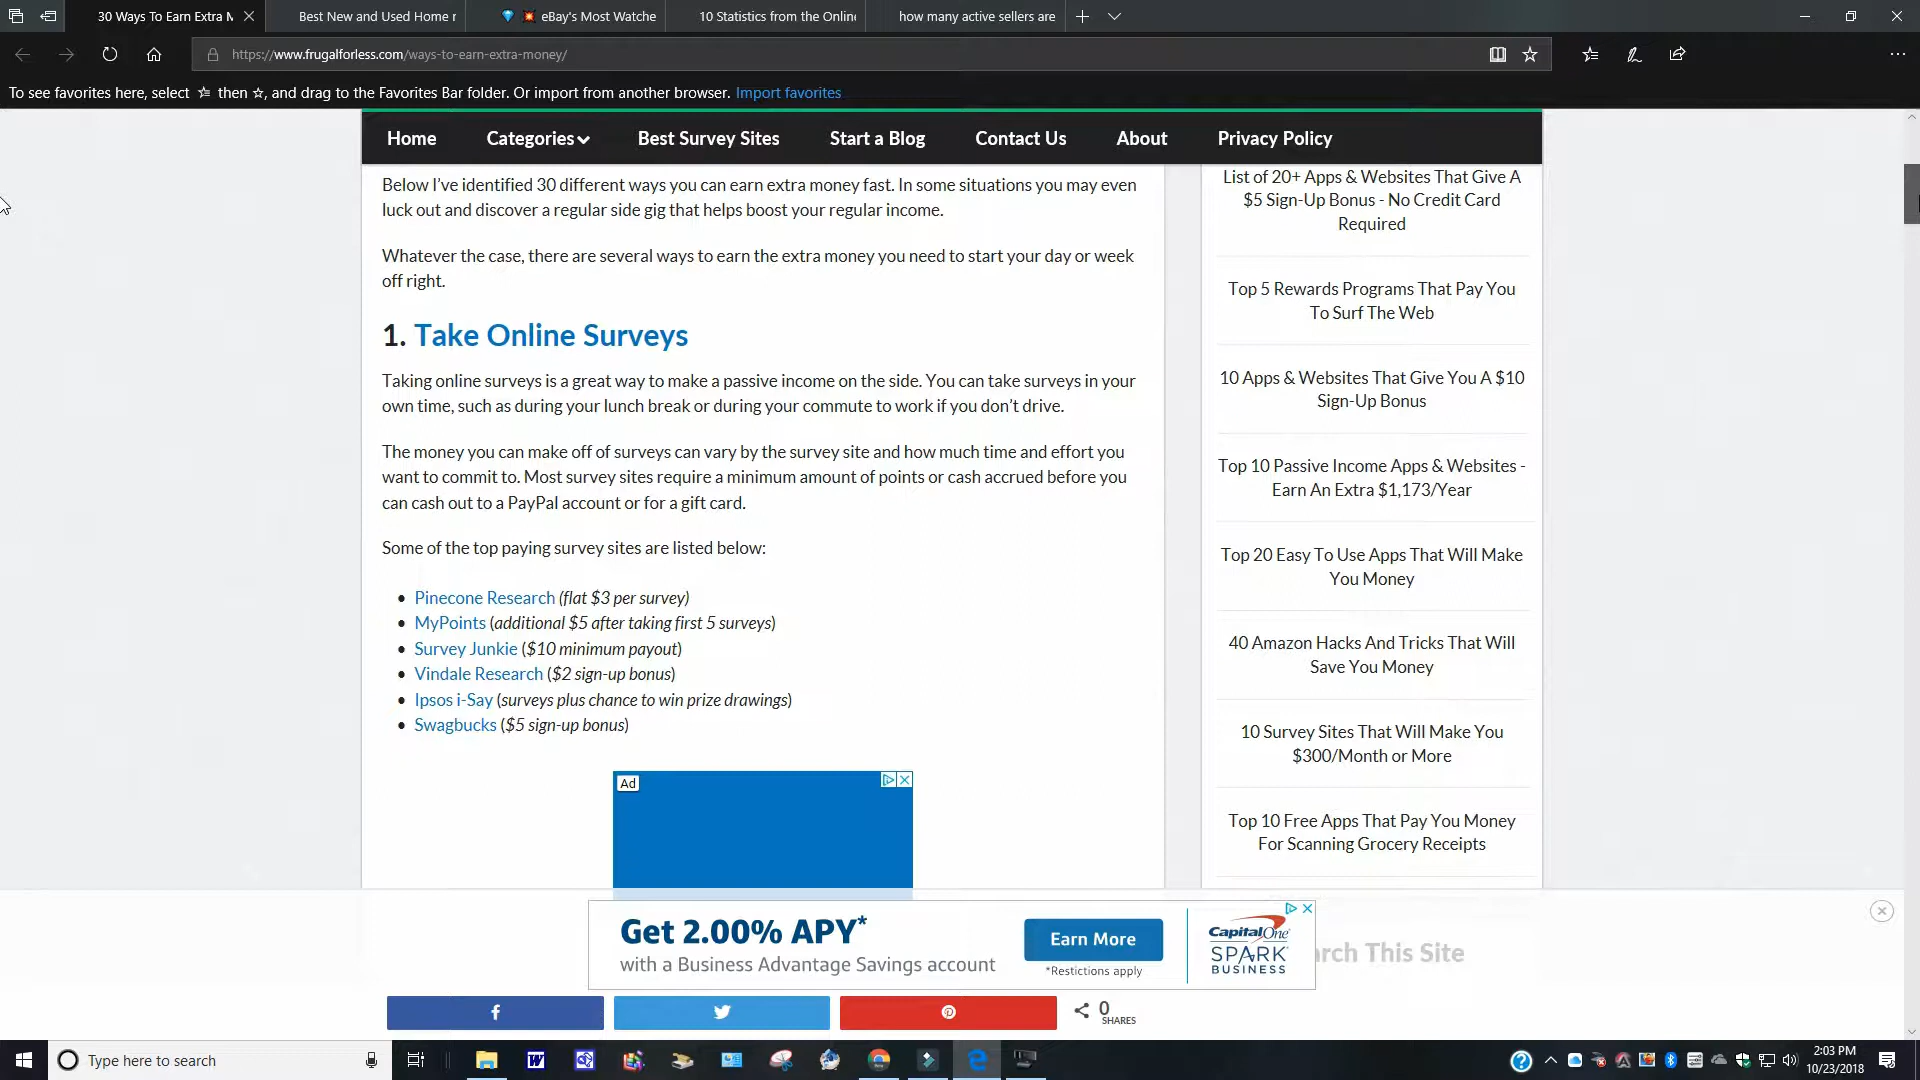 30 Ways To Earn Extra M
Best New and Used Home r
eBay's Most Watche
10 Statistics from the Onlin
how many active sellers are
https://www.frugalforless.com/ways-to-earn-extra-money/
To see favorites here, select then ☆, and drag to the Favorites Bar folder. Or import from another browser. Import favorites
Home Categories Best Survey Sites Start a Blog Contact Us About Privacy Policy
Below I've identified 30 different ways you can earn extra money fast. In some situations you may even
luck out and discover a regular side gig that helps boost your regular income.
Whatever the case, there are several ways to earn the extra money you need to start your day or week
off right.
1. Take Online Surveys
Taking online surveys is a great way to make a passive income on the side. You can take surveys in your
own time, such as during your lunch break or during your commute to work if you don't drive.
The money you can make off of surveys can vary by the survey site and how much time and effort you
want to commit to. Most survey sites require a minimum amount of points or cash accrued before you
can cash out to a PayPal account or for a gift card.
Some of the top paying survey sites are listed below:
• Pinecone Research (flat $3 per survey)
• MyPoints (additional $5 after taking first 5 surveys)
• Survey Junkie ($10 minimum payout)
• Vindale Research ($2 sign-up bonus)
• Ipsos i-Say (surveys plus chance to win prize drawings)
• Swagbucks ($5 sign-up bonus)
Ad
List of 20+ Apps & Websites That Give A
$5 Sign-Up Bonus - No Credit Card
Required
Top 5 Rewards Programs That Pay You
To Surf The Web
10 Apps & Websites That Give You A $10
Sign-Up Bonus
Top 10 Passive Income Apps & Websites -
Earn An Extra $1,173/Year
Top 20 Easy To Use Apps That Will Make
You Money
40 Amazon Hacks And Tricks That Will
Save You Money
10 Survey Sites That Will Make You
$300/Month or More
Top 10 Free Apps That Pay You Money
For Scanning Grocery Receipts
Get 2.00% APY*
with a Business Advantage Savings account
Earn More
*Restictions apply
Capital One
SPARK
BUSINESS
rch This Site
0
SHARES
Type here to search
2:03 PM
10/23/2018